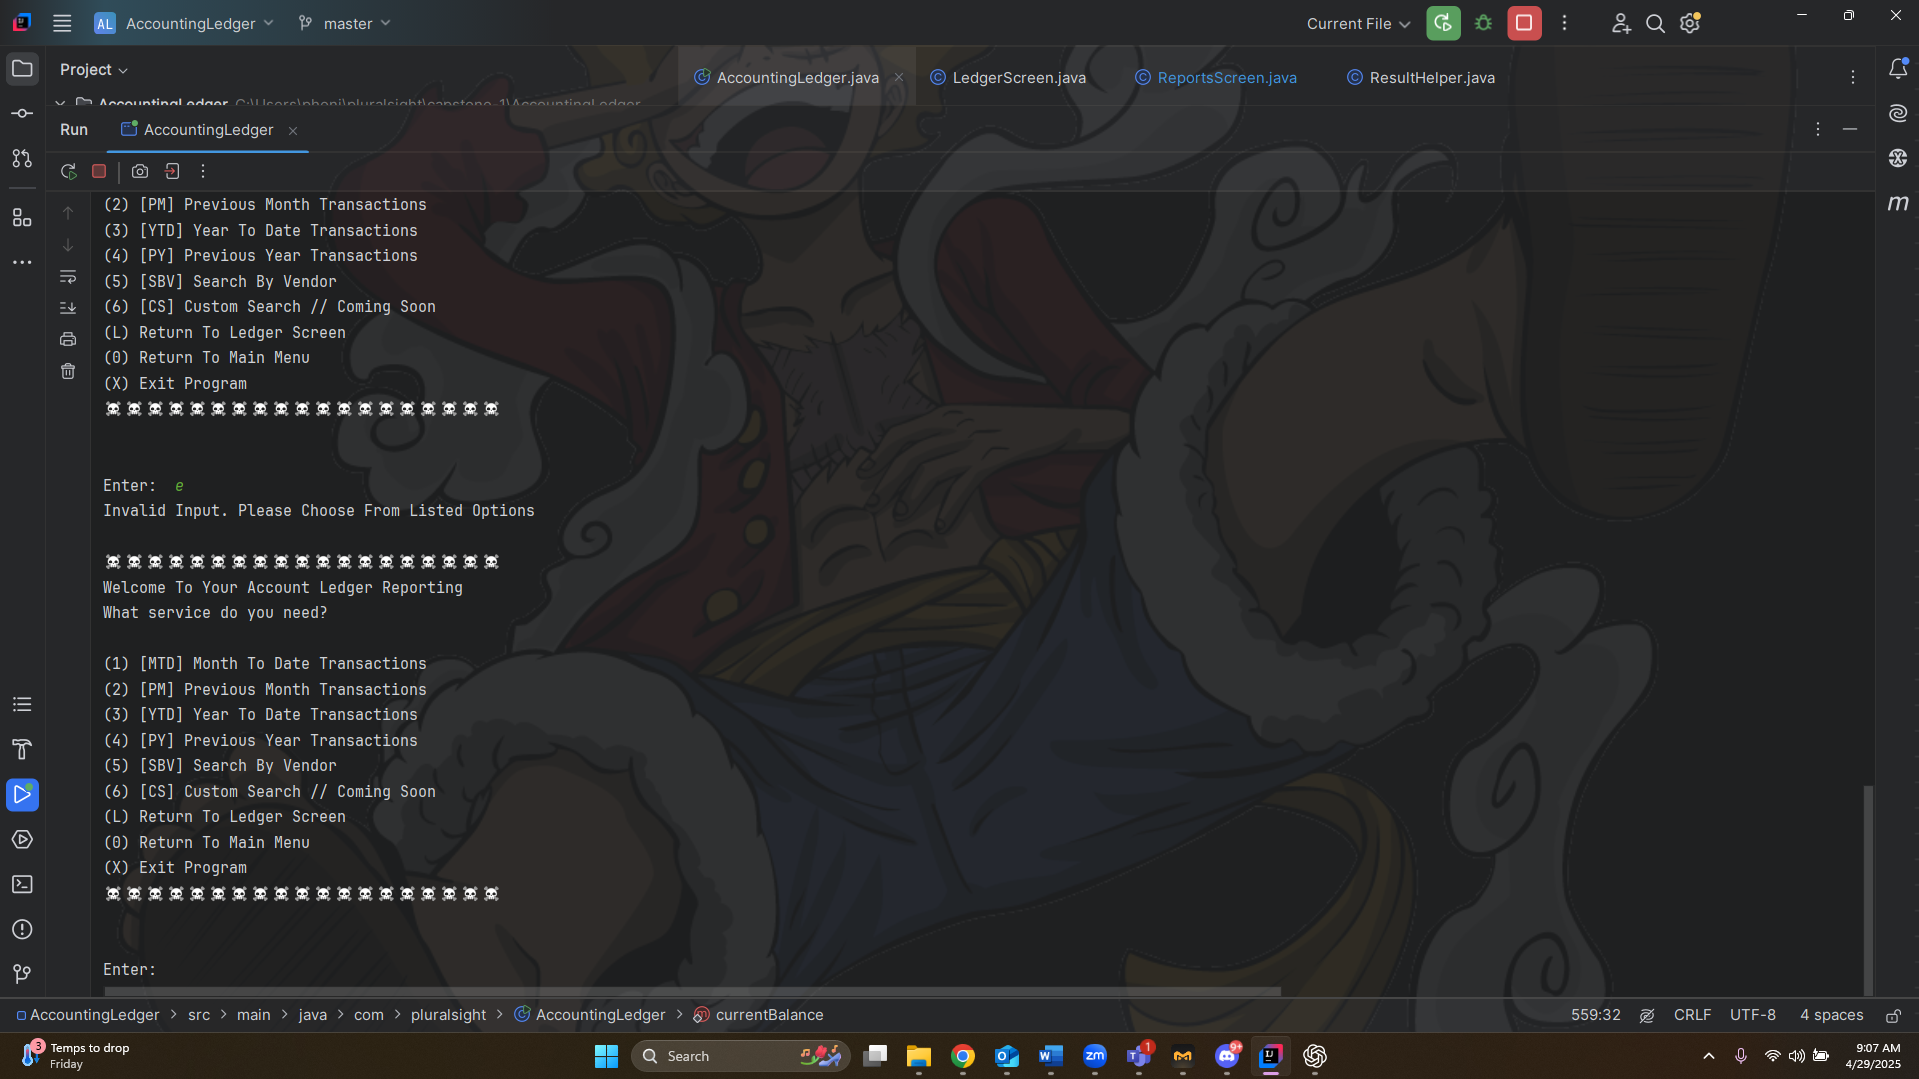 AL AccountingLedger master Current File
Project
AccountingLedger.java LedgerScreen.java ReportsScreen.java ResultHelper.java
AccountingLedger C:\Users\phoni\pluralsight\capstone-1\AccountingLedger
Run AccountingLedger
(2) [PM] Previous Month Transactions
(3) [YTD] Year To Date Transactions
(4) [PY] Previous Year Transactions
(5) [SBV] Search By Vendor
(6) [CS] Custom Search // Coming Soon
(L) Return To Ledger Screen
(0) Return To Main Menu
(X) Exit Program
☠☠☠☠☠☠☠☠☠☠☠☠☠☠☠☠☠☠☠
Enter: e
Invalid Input. Please Choose From Listed Options
☠☠☠☠☠☠☠☠☠☠☠☠☠☠☠☠☠☠☠
Welcome To Your Account Ledger Reporting
What service do you need?
(1) [MTD] Month To Date Transactions
(2) [PM] Previous Month Transactions
(3) [YTD] Year To Date Transactions
(4) [PY] Previous Year Transactions
(5) [SBV] Search By Vendor
(6) [CS] Custom Search // Coming Soon
(L) Return To Ledger Screen
(0) Return To Main Menu
(X) Exit Program
☠☠☠☠☠☠☠☠☠☠☠☠☠☠☠☠☠☠☠
Enter:
AccountingLedger > src > main > java > com > pluralsight > AccountingLedger > currentBalance 559:32 CRLF UTF-8 4 spaces
3 Temps to drop
Friday
Search
1
9+
9:07 AM
4/29/2025